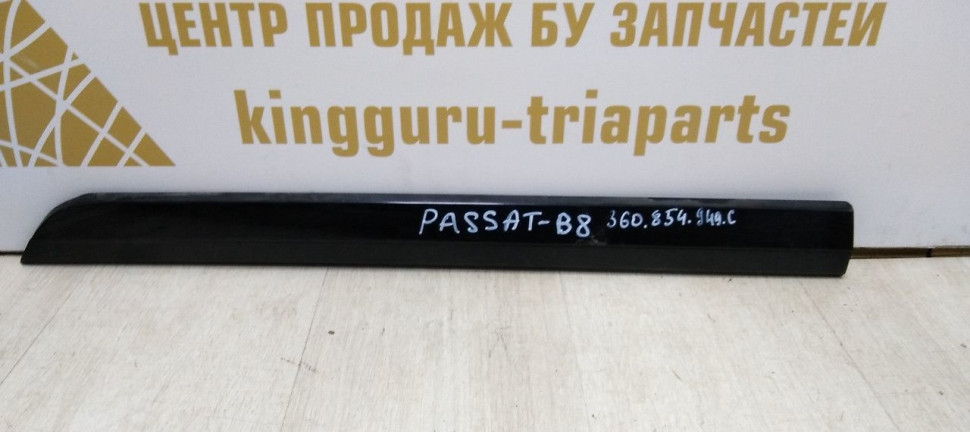 ЦЕНТР ПРОДАЖ БУ ЗАПЧАСТЕЙ
kingguru-triaparts
PASSAT-B8 3G0.854.949.C